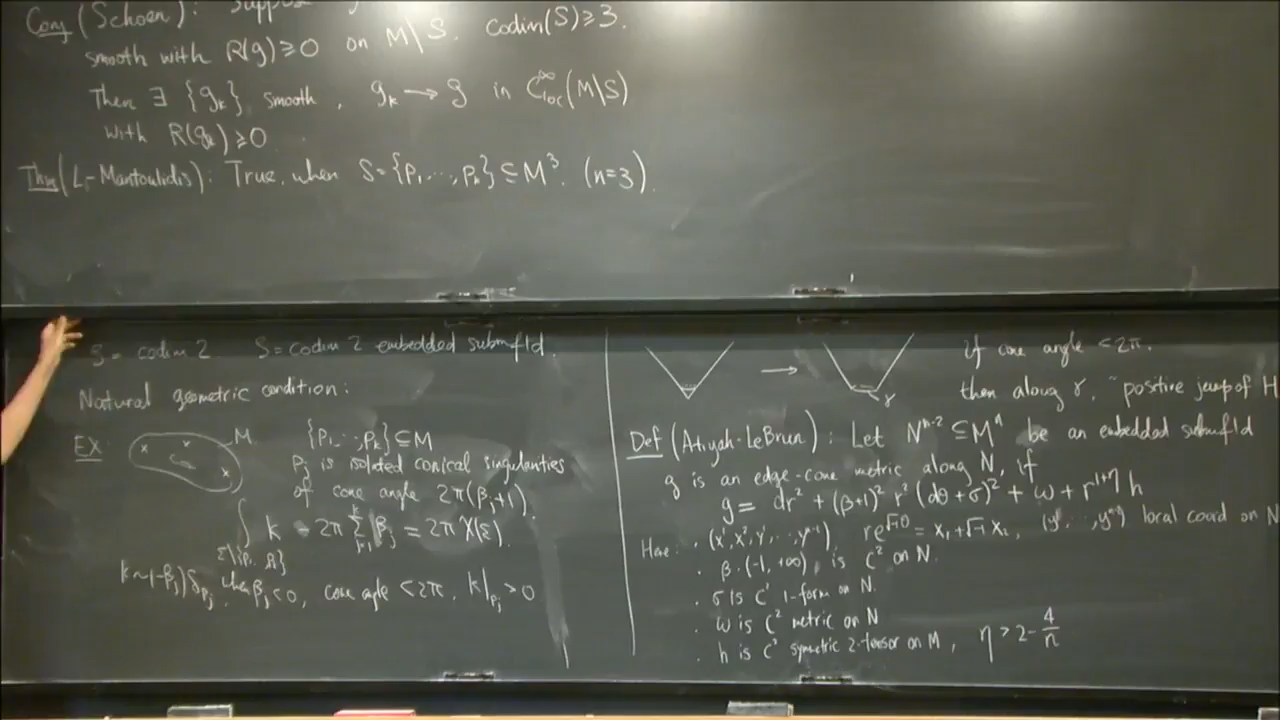 Conj (Schoen): Suppose g
smooth with R(g) ≥ 0 on M\S, codim(S) ≥ 3.
Then ∃ {g_k} smooth, g_k → g in C^∞_loc(M\S)
with R(g_k) ≥ 0
Thm (L.-Mantoulidis): True, when S = {p_1, ..., p_k} ⊆ M^3. (n=3).
S = codim 2 S = codim 2 embedded submfld.
Natural geometric condition:
EX M {p_1, ..., p_k} ⊆ M
p_j is isolated conical singularities
of cone angle 2π(β_j+1).
∫ K = 2π Σ β_j = 2π χ(Σ).
K ~ (-β_j) δ_{p_j}, when β_j < 0, cone angle < 2π, K|_{p_j} > 0
→ γ
if cone angle < 2π.
then along γ, "positive jump of H
Def (Atiyah-LeBrun): Let N^{n-2} ⊆ M^n be an embedded submfld
g is an edge-cone metric along N, if
g = dr^2 + (β+1)^2 r^2 (dθ+σ)^2 + ω + r^{1+η} h
Here: · (x^1, x^2, y^1, ..., y^{n-2}) re^{√-1 θ} = x_1 + √-1 x_2, (y^1, ..., y^{n-2}) local coord on N
· β: (-1, +∞), is C^2 on N.
· σ is C^1 1-form on N.
· ω is C^2 metric on N
· h is C^2 symmetric 2-tensor on M, η > 2 - 4/n